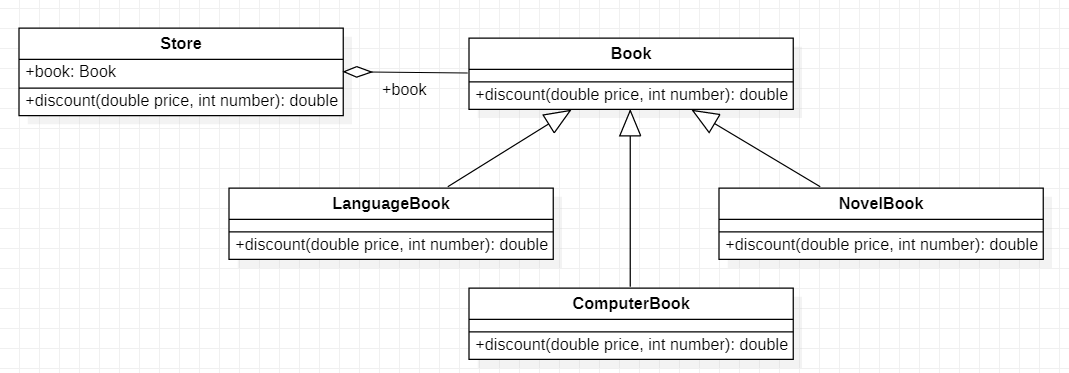 Store
+book: Book
+discount(double price, int number): double
+book
Book
+discount(double price, int number): double
LanguageBook
+discount(double price, int number): double
NovelBook
+discount(double price, int number): double
ComputerBook
+discount(double price, int number): double